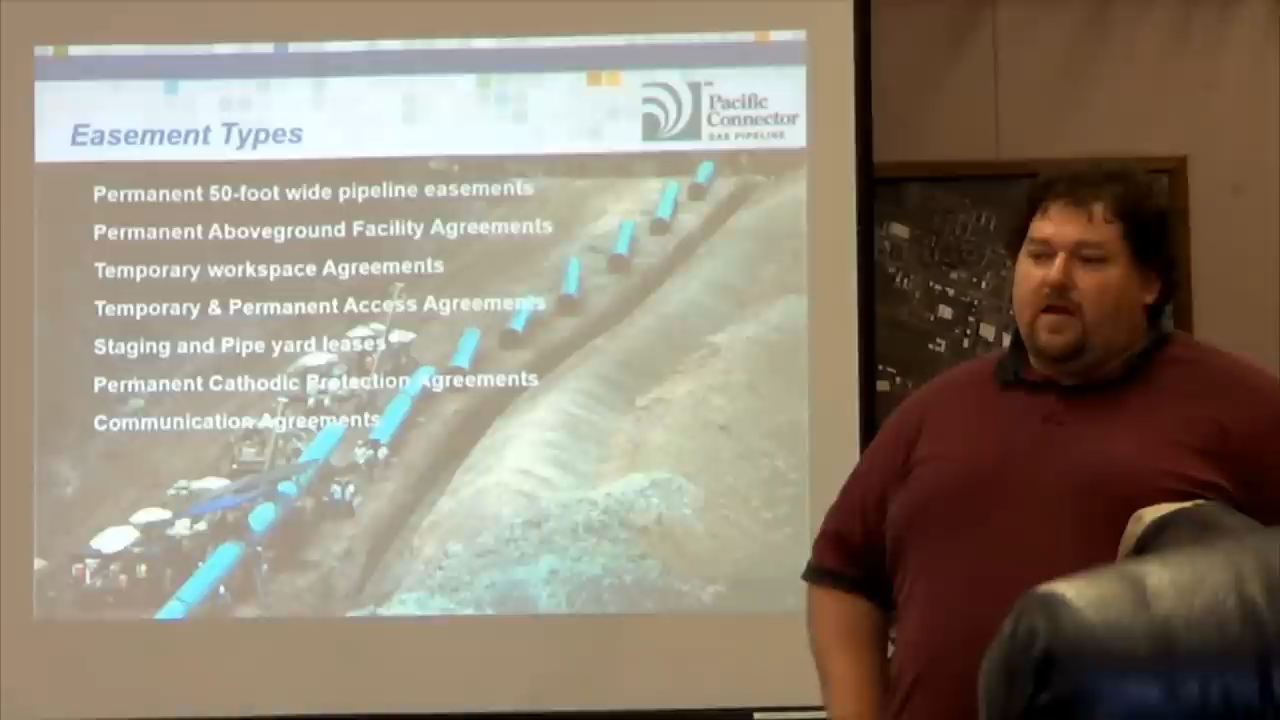 Easement Types
Pacific
Connector
GAS PIPELINE
Permanent 50-foot wide pipeline easements
Permanent Aboveground Facility Agreements
Temporary workspace Agreements
Temporary & Permanent Access Agreements
Staging and Pipe yard leases
Permanent Cathodic Protection Agreements
Communication Agreements